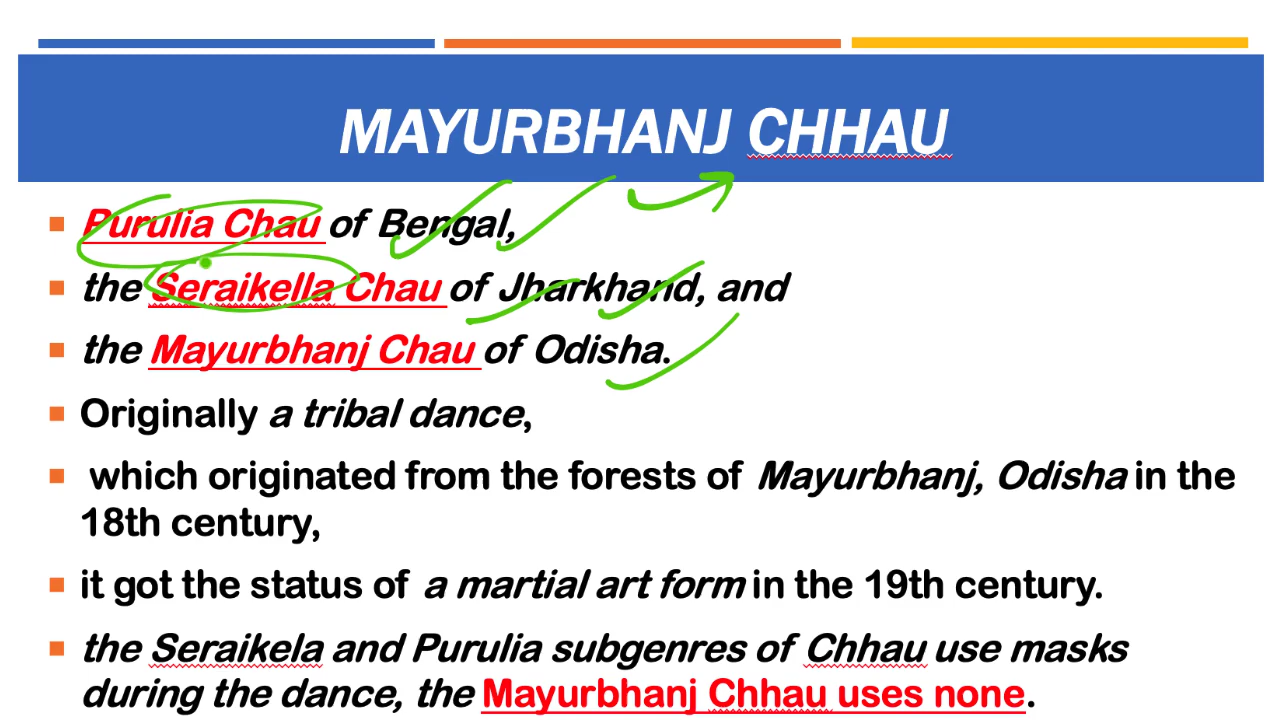 MAYURBHANJ CHHAU
Purulia Chau of Bengal,
the Seraikella Chau of Jharkhand, and
the Mayurbhanj Chau of Odisha.
Originally a tribal dance,
which originated from the forests of Mayurbhanj, Odisha in the
18th century,
it got the status of a martial art form in the 19th century.
the Seraikela and Purulia subgenres of Chhau use masks
during the dance, the Mayurbhanj Chhau uses none.